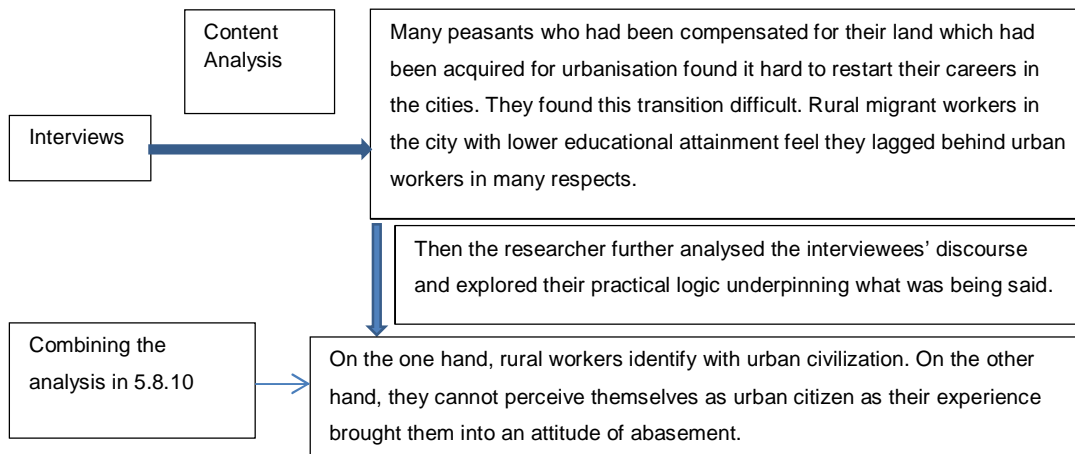 Content
Analysis
Many peasants who had been compensated for their land which had
been acquired for urbanisation found it hard to restart their careers in
the cities. They found this transition difficult. Rural migrant workers in
the city with lower educational attainment feel they lagged behind urban
workers in many respects.
Interviews
Then the researcher further analysed the interviewees’ discourse
and explored their practical logic underpinning what was being said.
Combining the
analysis in 5.8.10
On the one hand, rural workers identify with urban civilization. On the other
hand, they cannot perceive themselves as urban citizen as their experience
brought them into an attitude of abasement.